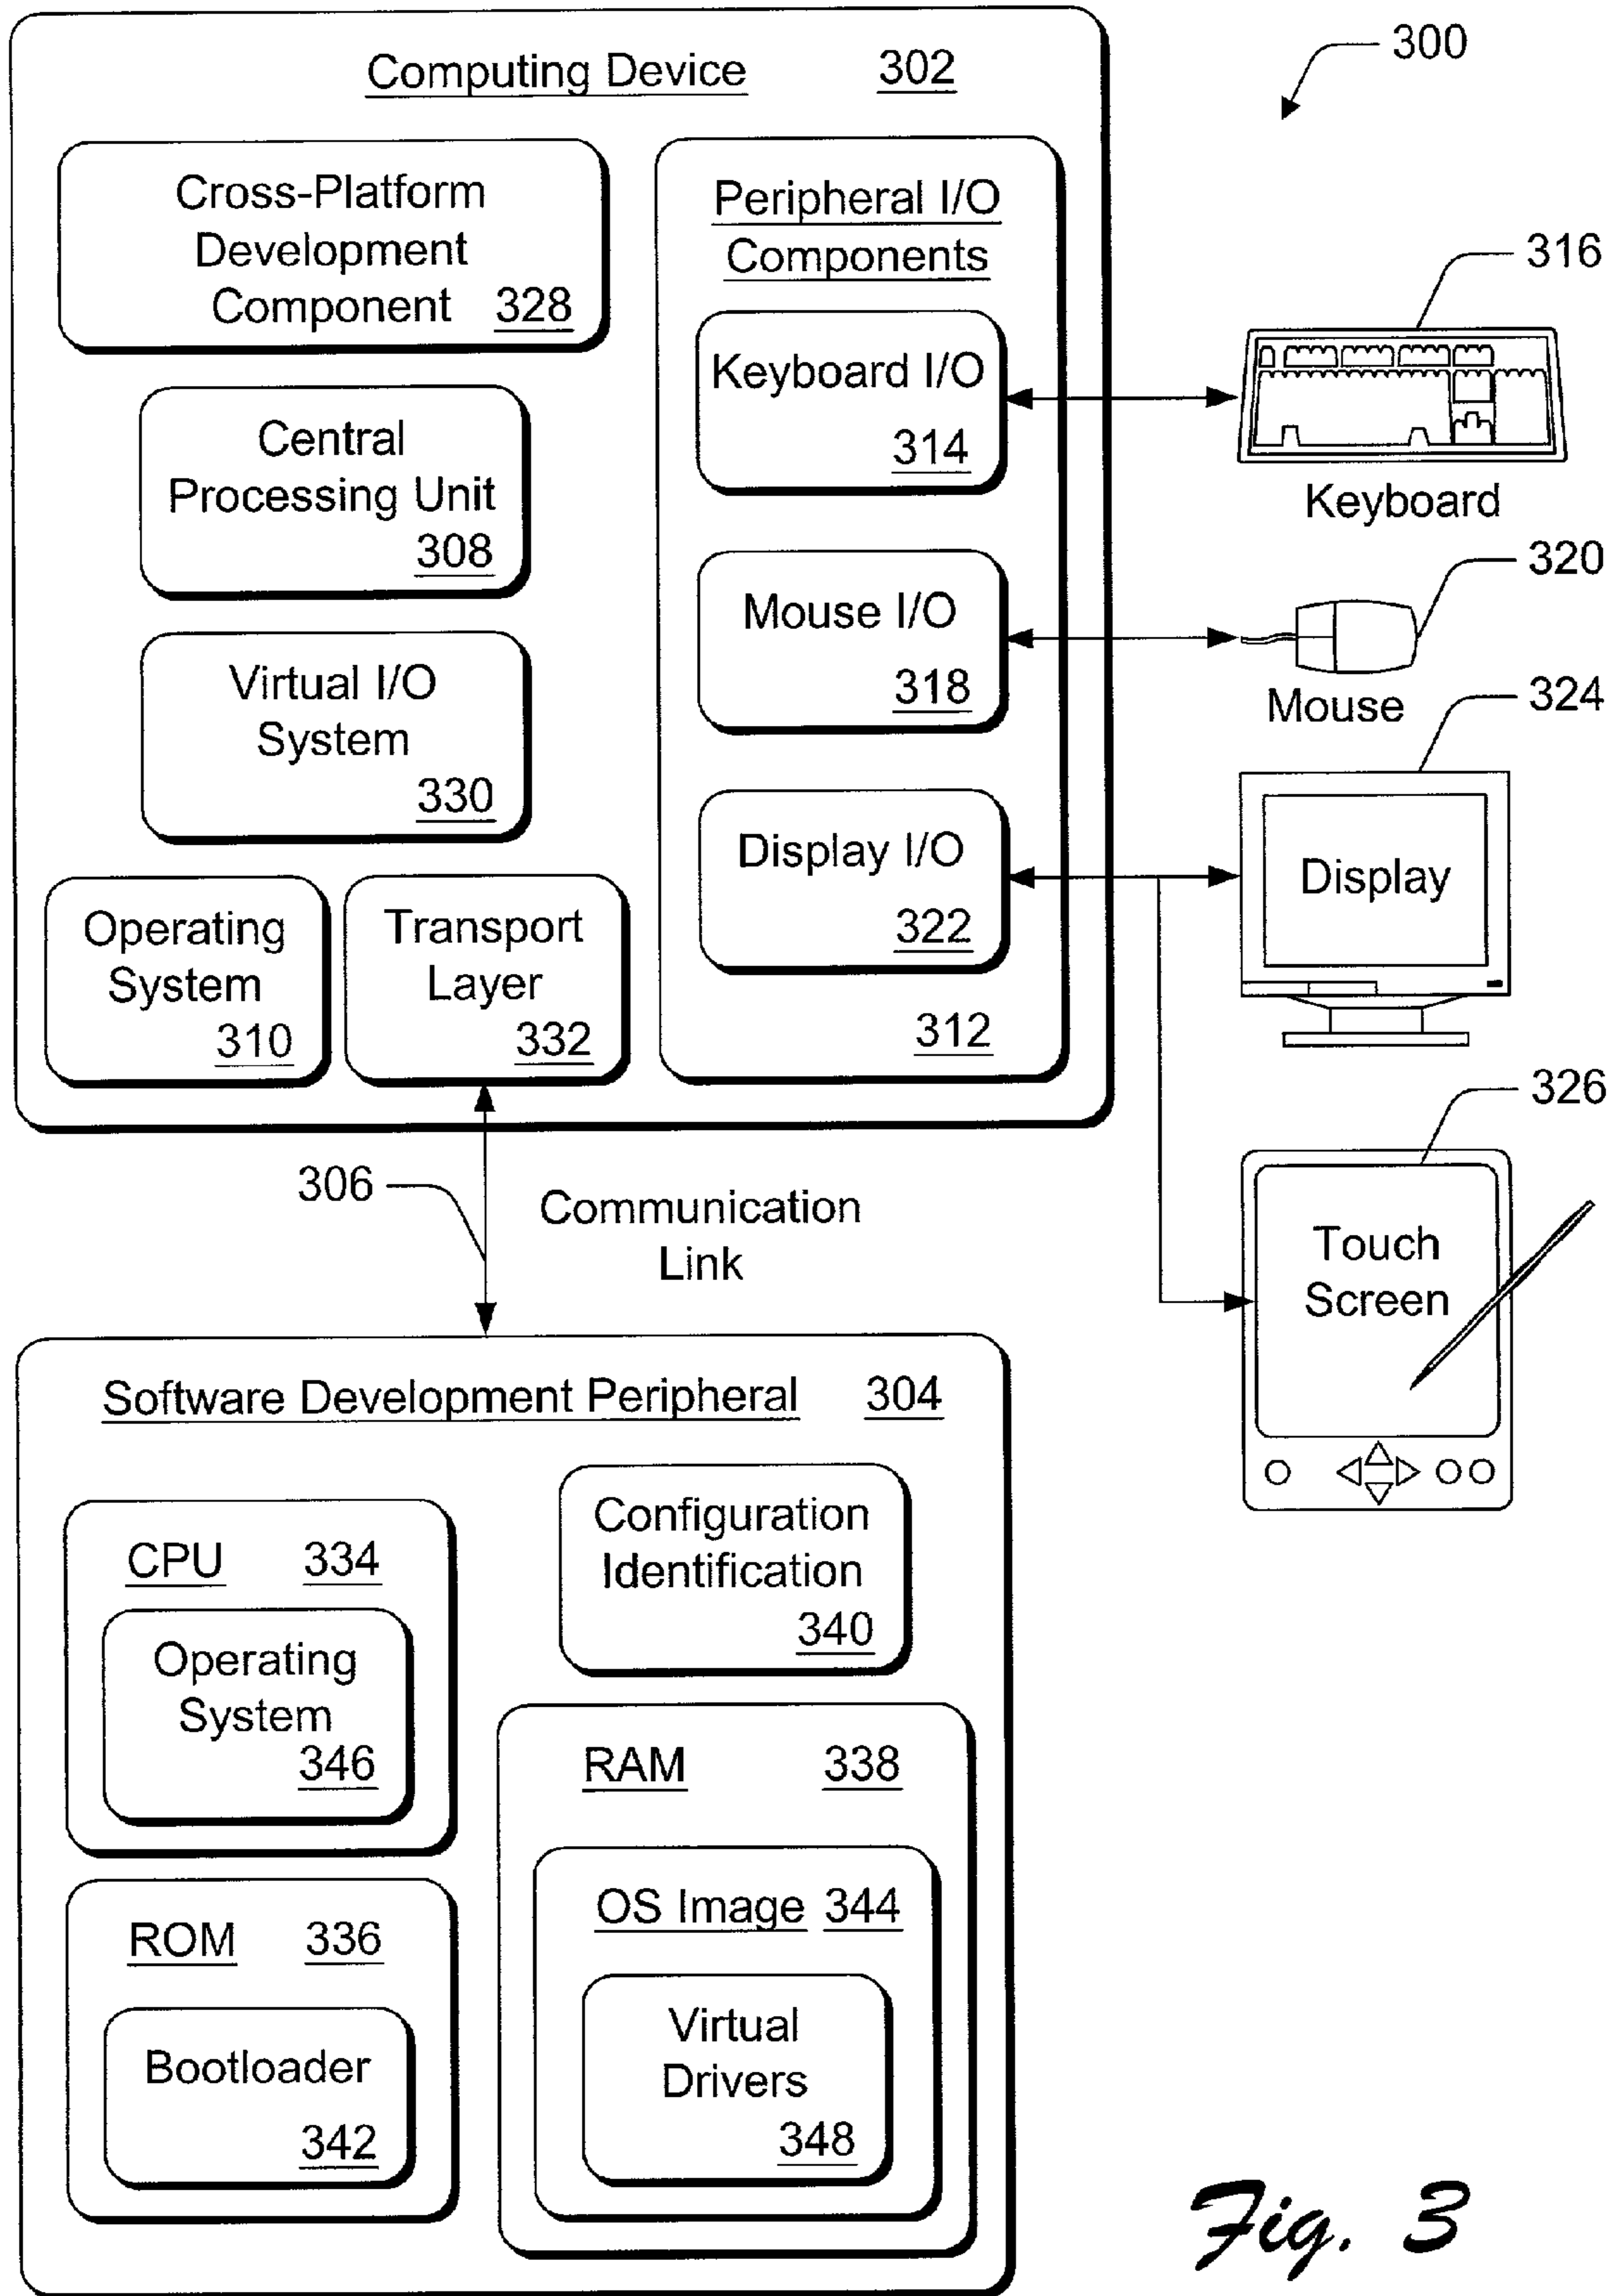 300
Computing Device 302
Cross-Platform
Development
Component 328
Central
Processing Unit
308
Virtual I/O
System
330
Operating
System
310
Transport
Layer
332
Peripheral I/O
Components
Keyboard I/O
314
Mouse I/O
318
Display I/O
322
312
316
Keyboard
320
Mouse
324
Display
326
Touch
Screen
306
Communication
Link
Software Development Peripheral 304
CPU 334
Operating
System
346
Configuration
Identification
340
ROM 336
Bootloader
342
RAM 338
OS Image 344
Virtual
Drivers
348
Fig. 3